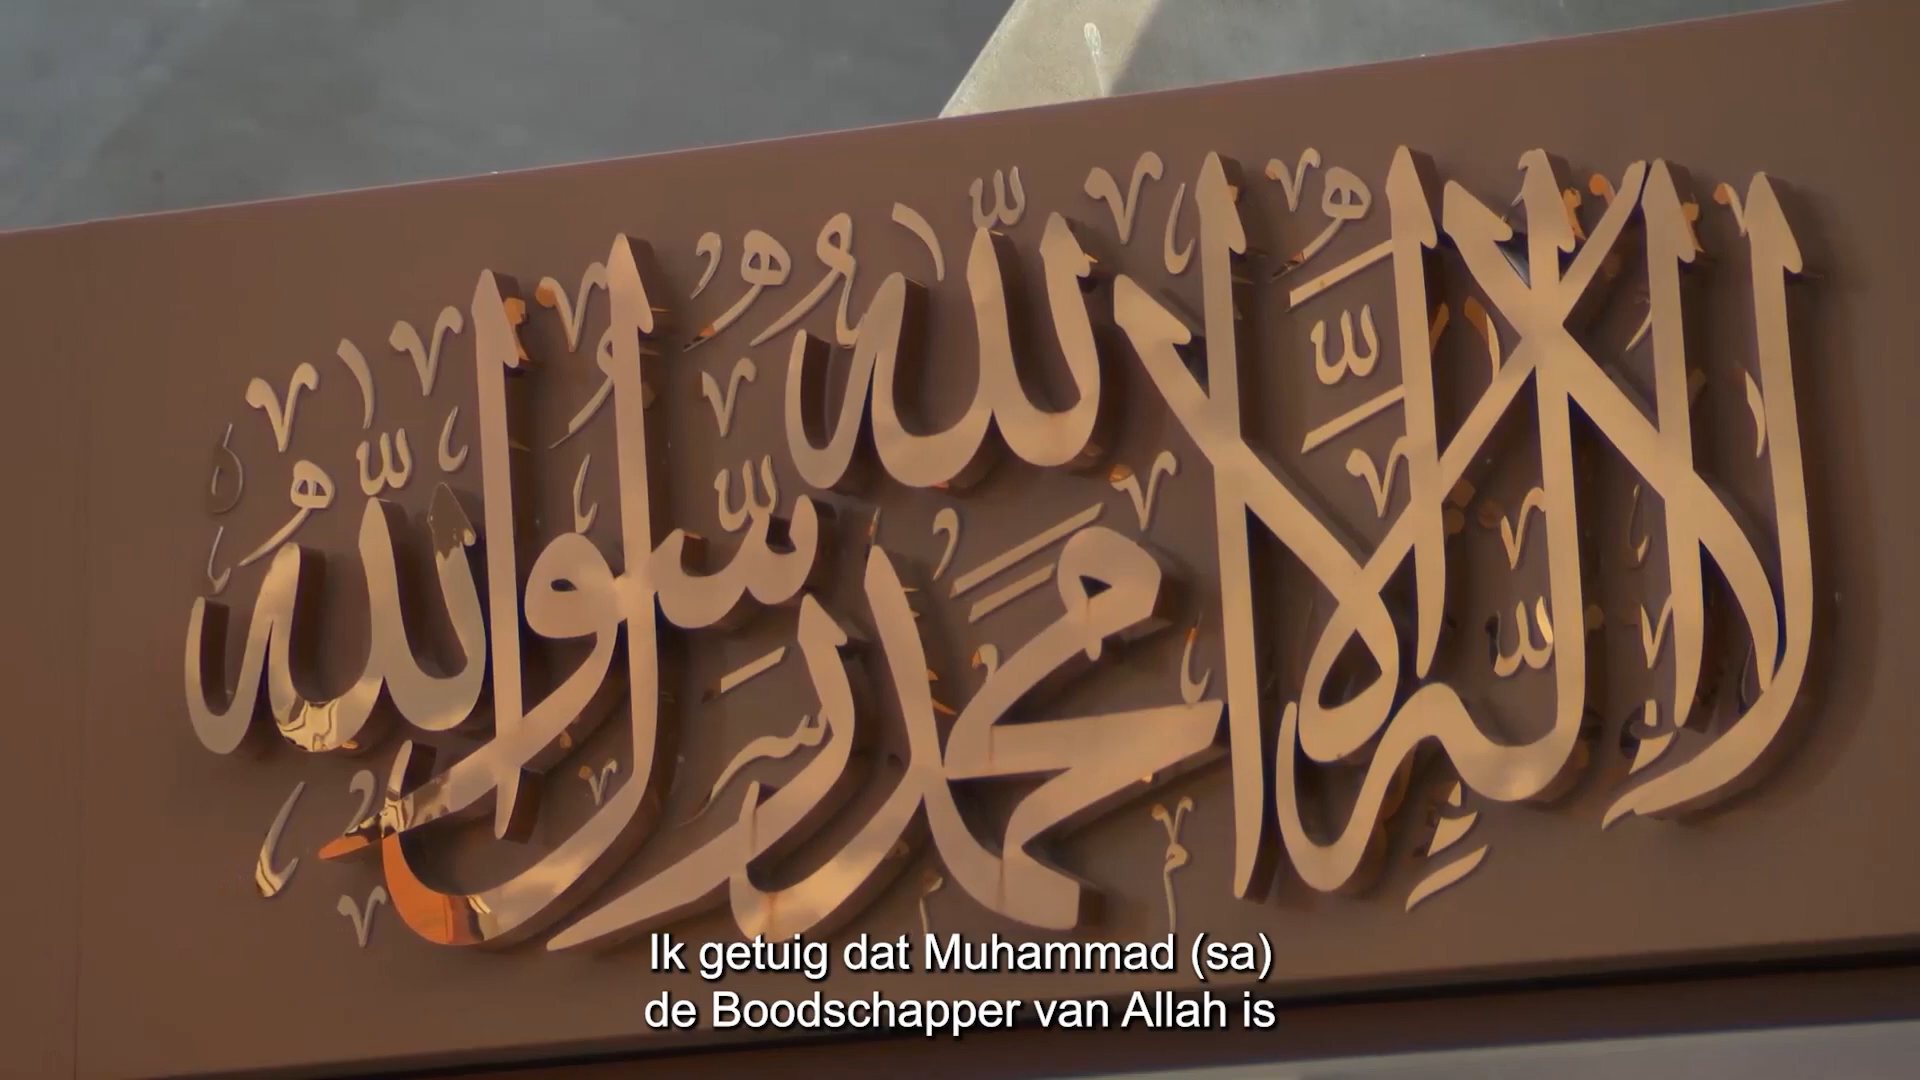 لا إله إلا الله محمد رسول الله
Ik getuig dat Muhammad (sa)
de Boodschapper van Allah is